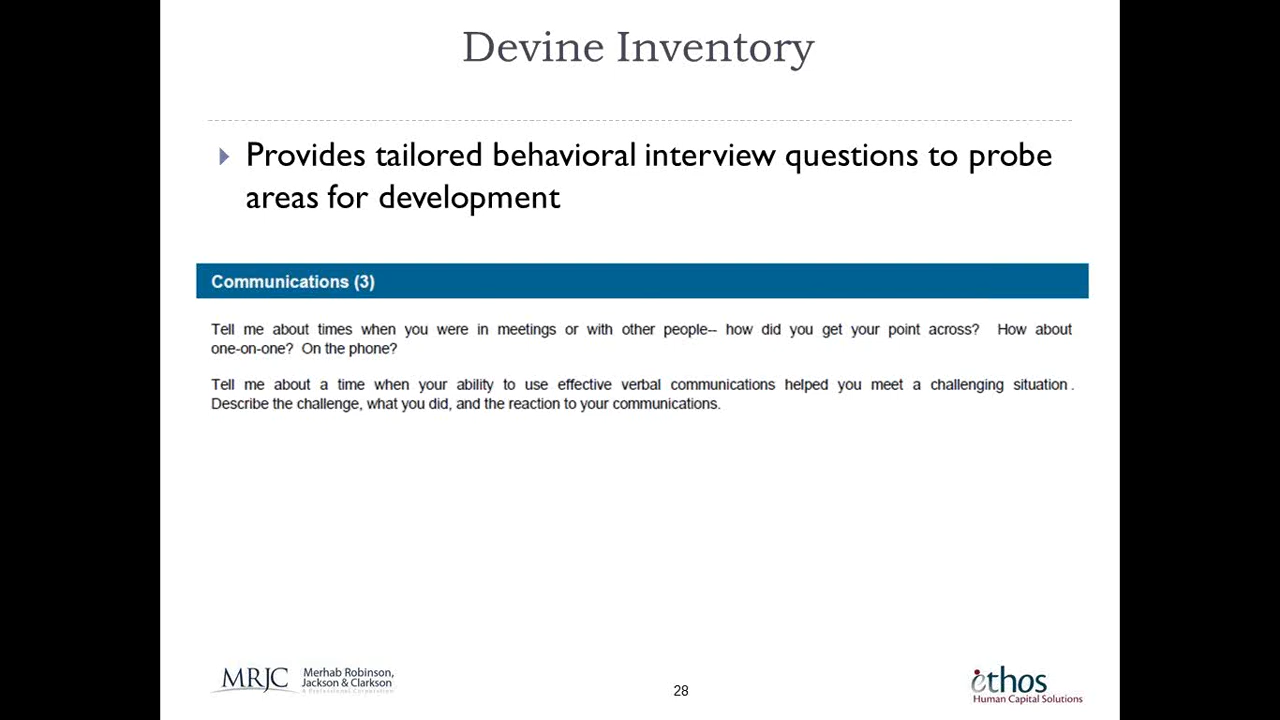 Devine Inventory
Provides tailored behavioral interview questions to probe
areas for development
Communications (3)
Tell me about times when you were in meetings or with other people-- how did you get your point across? How about
one-on-one? On the phone?
Tell me about a time when your ability to use effective verbal communications helped you meet a challenging situation.
Describe the challenge, what you did, and the reaction to your communications.
MRJC
Merhab Robinson,
Jackson & Clarkson
A Professional Corporation
28
ethos
Human Capital Solutions